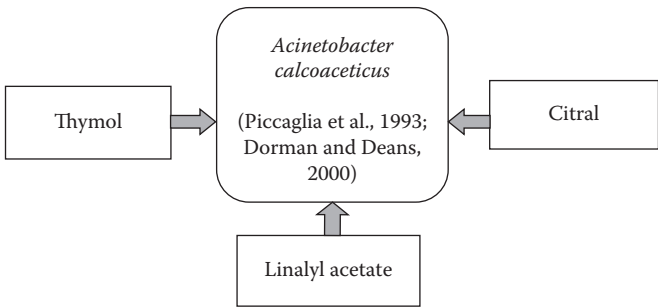 Acinetobacter
calcoaceticus
(Piccaglia et al., 1993;
Dorman and Deans,
2000)
Thymol
Citral
Linalyl acetate